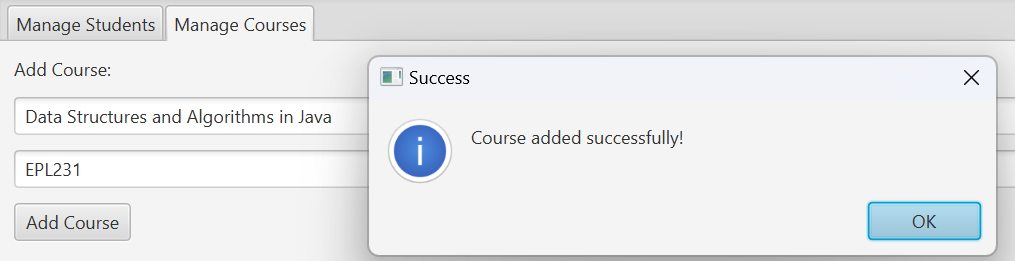 Manage Students
Manage Courses
Add Course:
Data Structures and Algorithms in Java
EPL231
Add Course
Success
Course added successfully!
OK